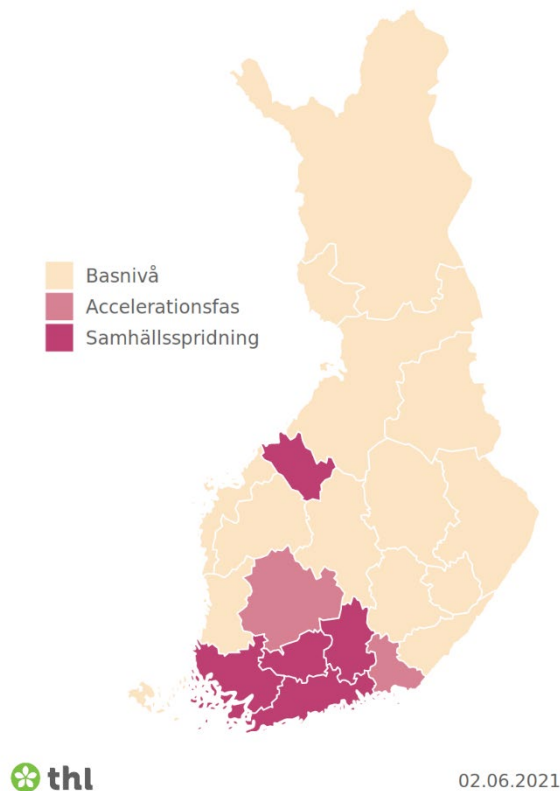 Basnivå
Accelerationsfas
Samhällsspridning
thl
02.06.2021